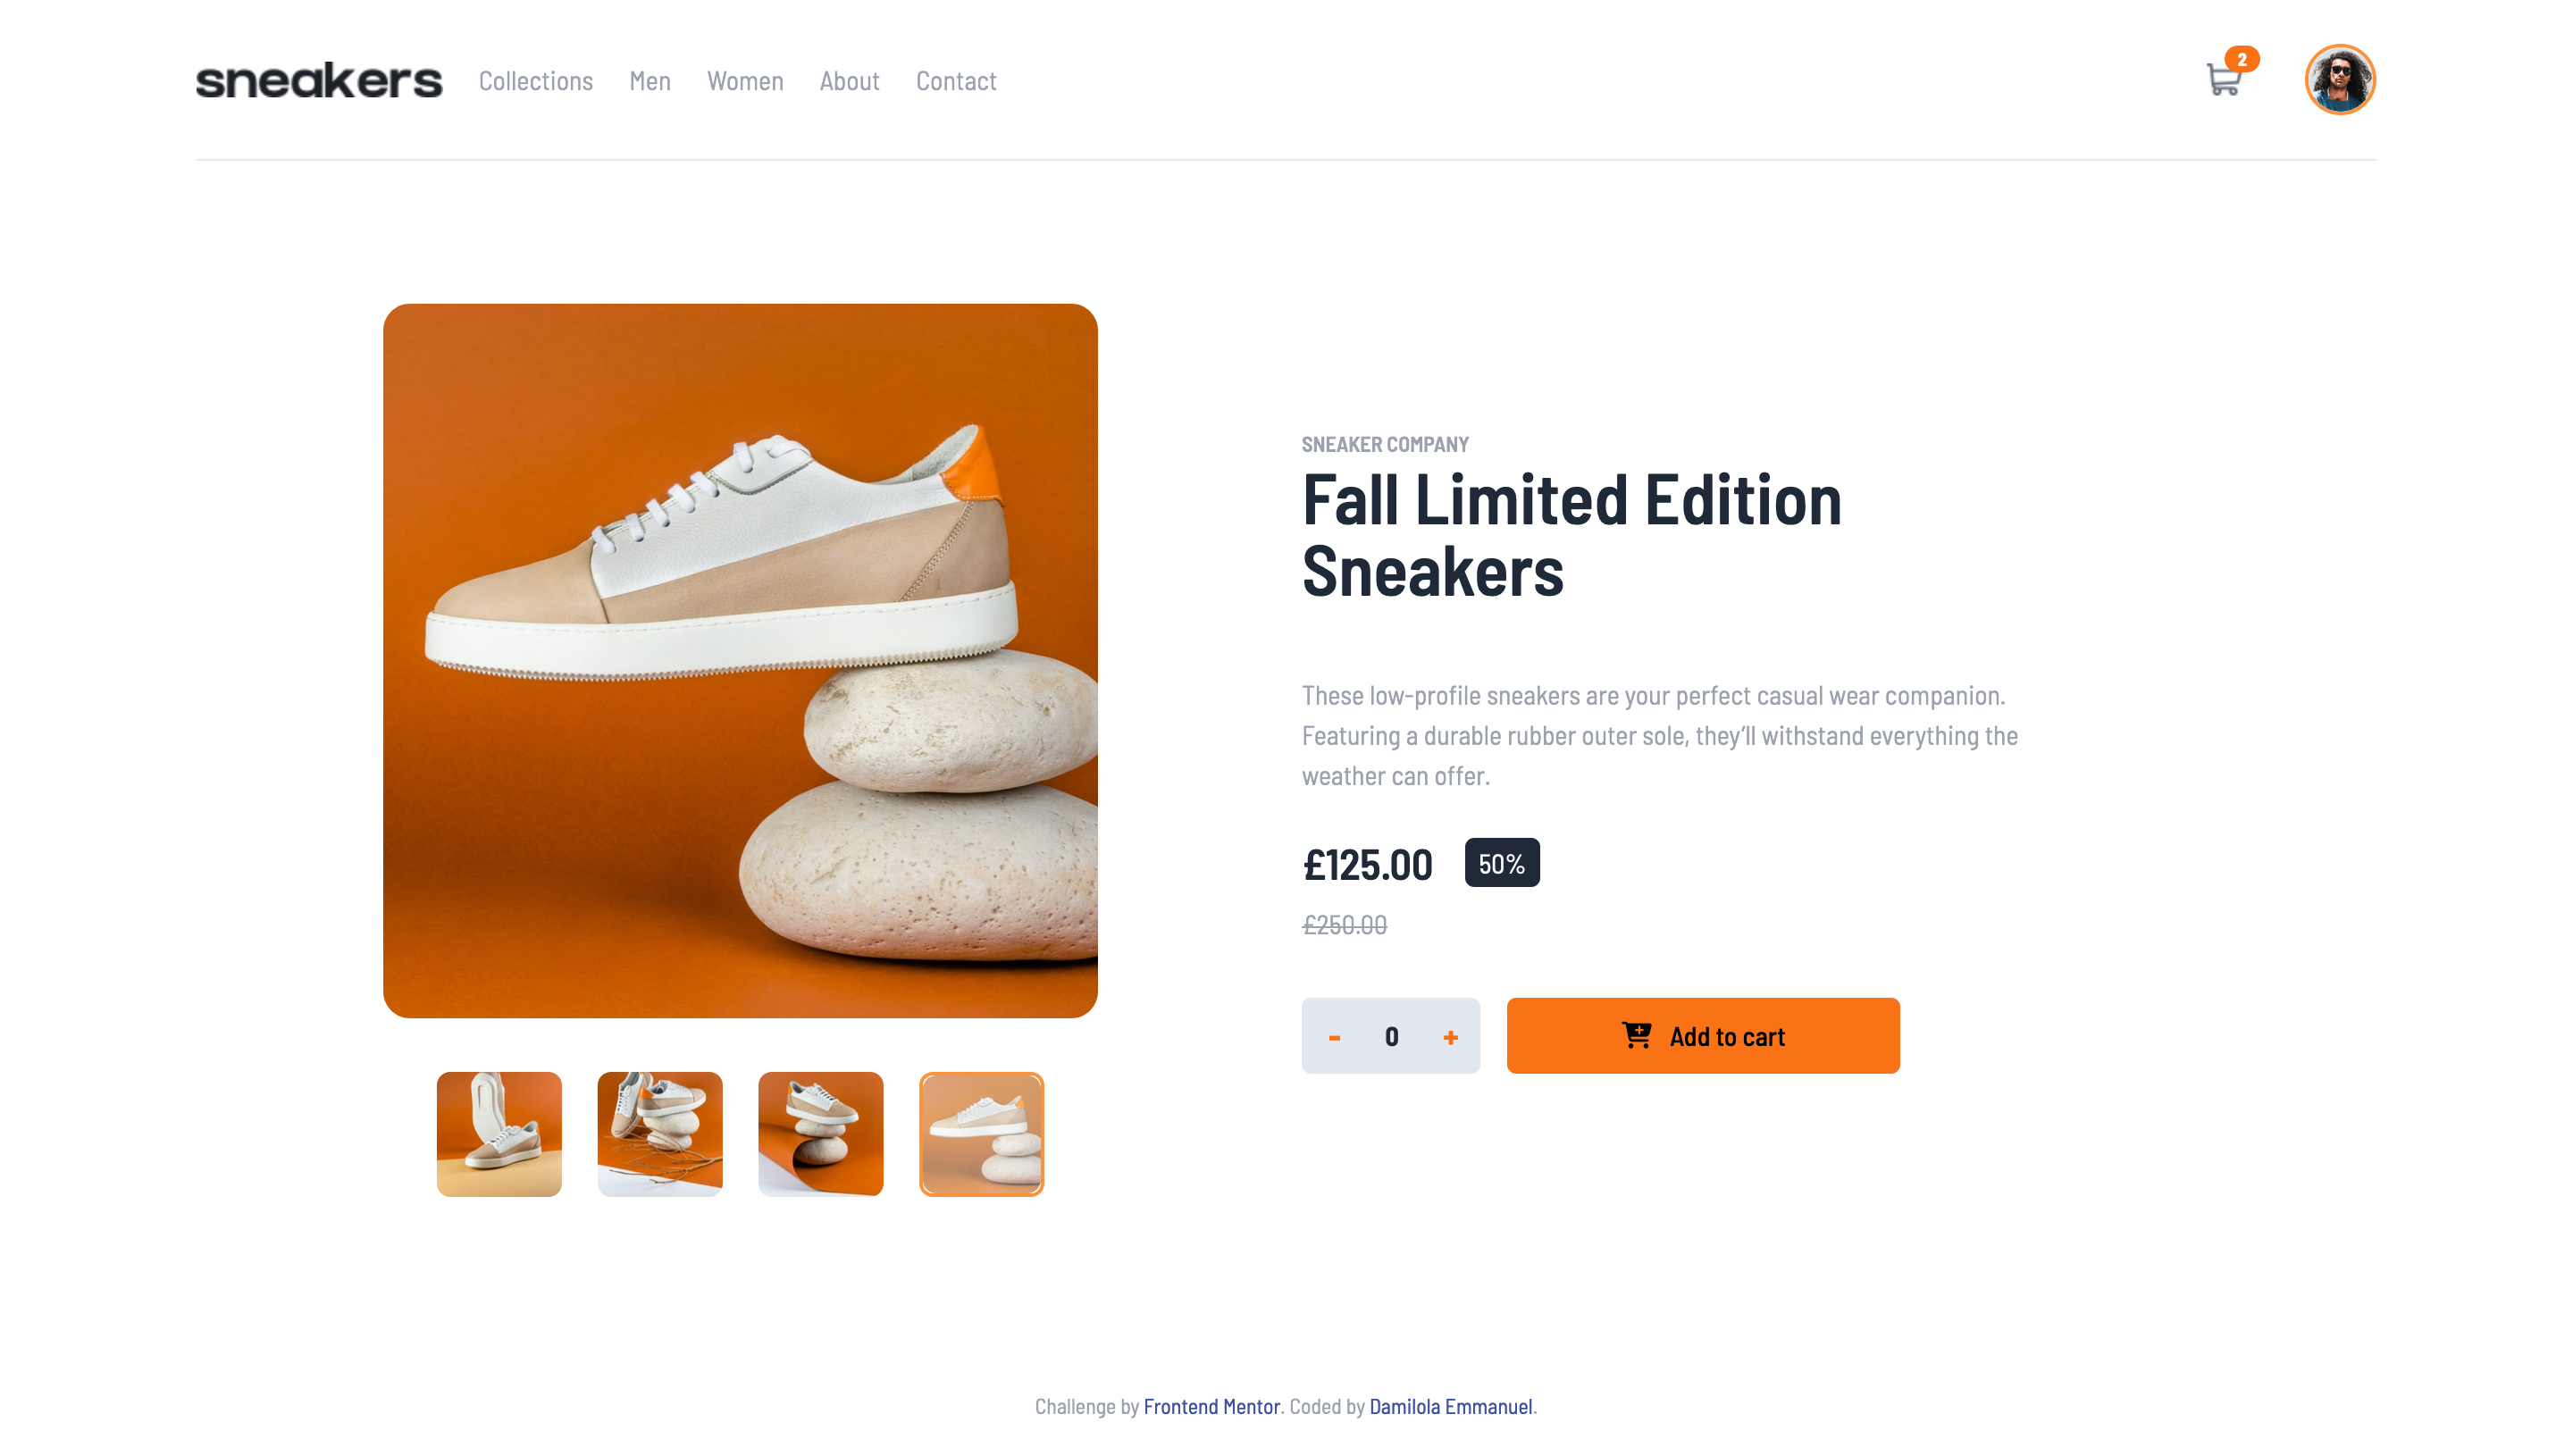 sneakers Collections Men Women About Contact 2
SNEAKER COMPANY
Fall Limited Edition
Sneakers
These low-profile sneakers are your perfect casual wear companion.
Featuring a durable rubber outer sole, they’ll withstand everything the
weather can offer.
£125.00 50%
£250.00
- 0 + Add to cart
Challenge by Frontend Mentor. Coded by Damilola Emmanuel.